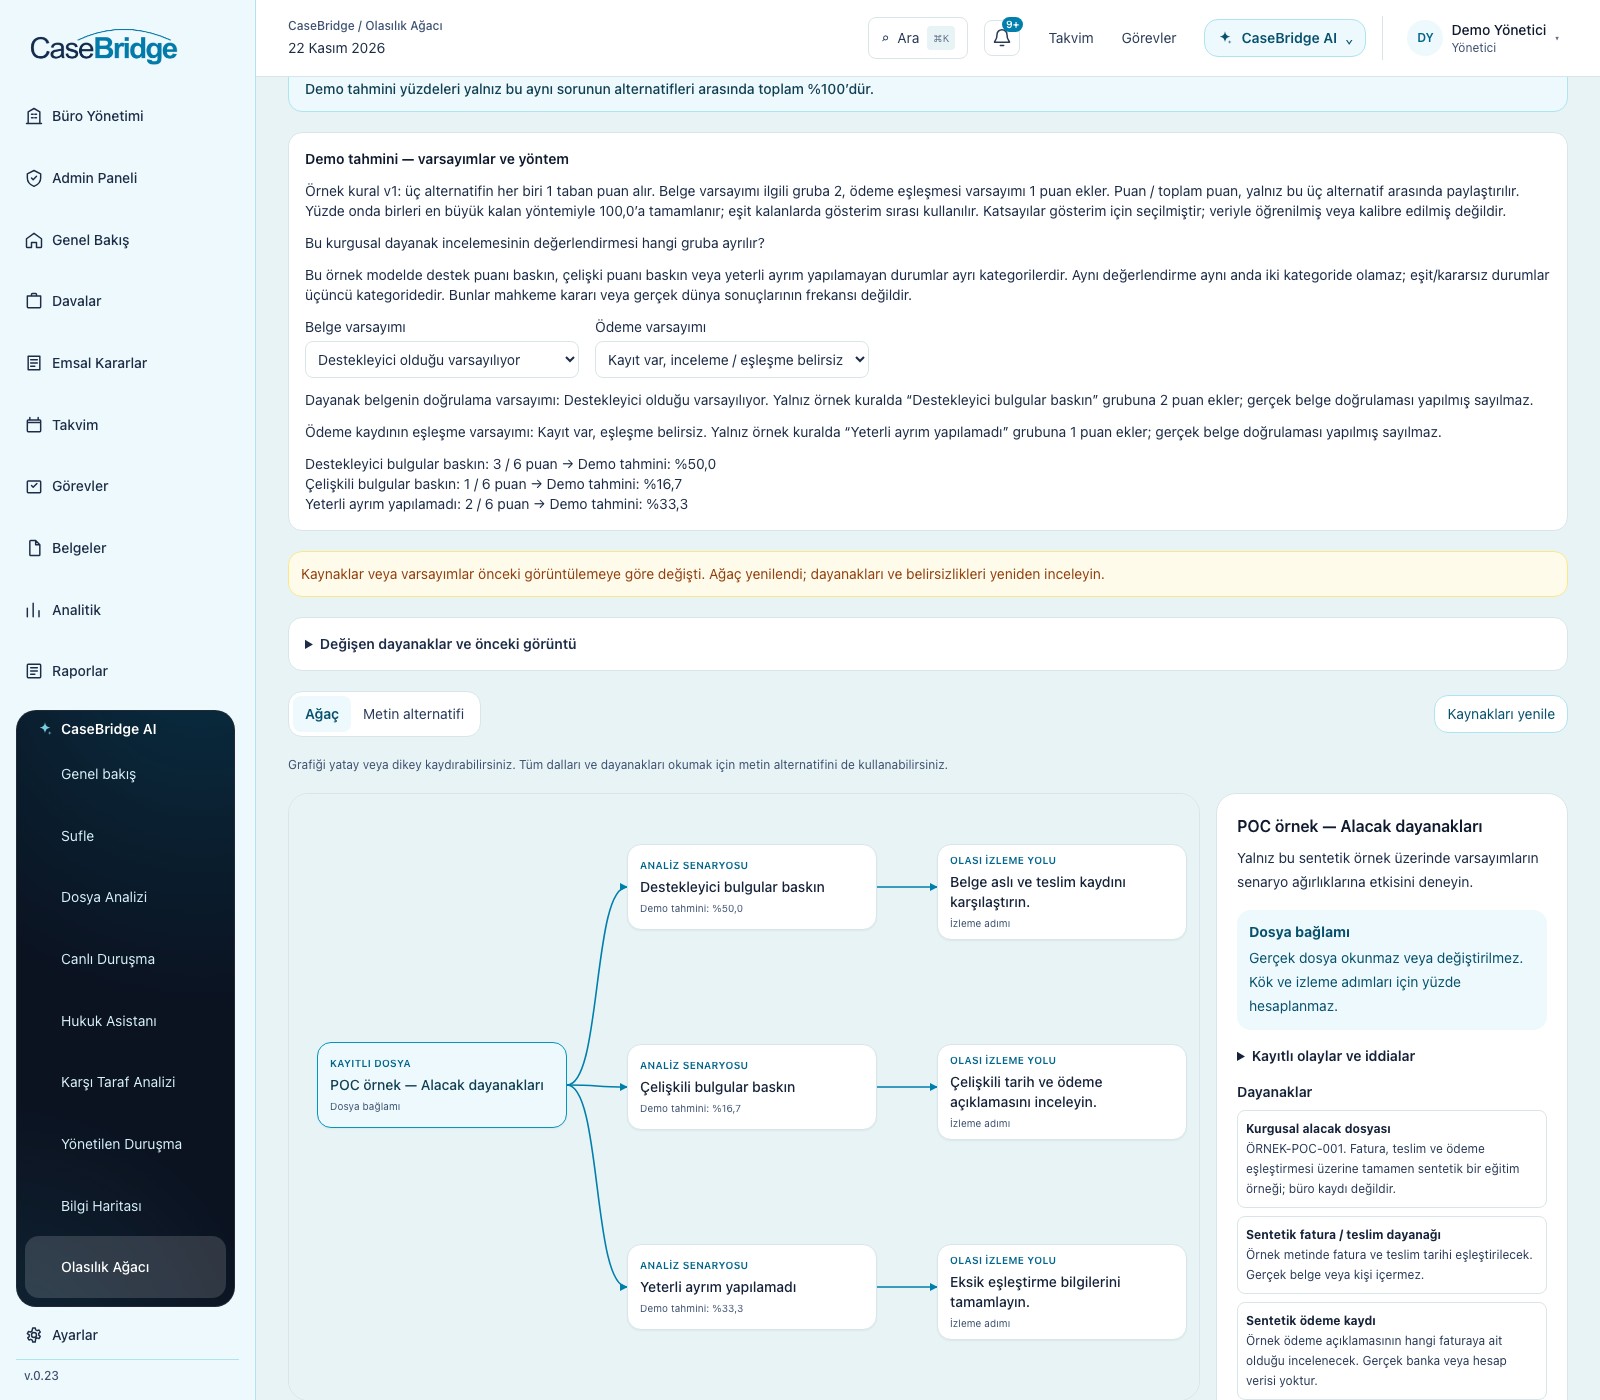 CaseBridge
Büro Yönetimi
Admin Paneli
Genel Bakış
Davalar
Emsal Kararlar
Takvim
Görevler
Belgeler
Analitik
Raporlar
CaseBridge AI
Genel bakış
Sufle
Dosya Analizi
Canlı Duruşma
Hukuk Asistanı
Karşı Taraf Analizi
Yönetilen Duruşma
Bilgi Haritası
Olasılık Ağacı
Ayarlar
v.0.23
CaseBridge / Olasılık Ağacı
22 Kasım 2026
Ara ⌘K
9+
Takvim
Görevler
CaseBridge AI
DY
Demo Yönetici
Yönetici
Demo tahmini yüzdeleri yalnız bu aynı sorunun alternatifleri arasında toplam %100’dür.
Demo tahmini — varsayımlar ve yöntem
Örnek kural v1: üç alternatifin her biri 1 taban puan alır. Belge varsayımı ilgili gruba 2, ödeme eşleşmesi varsayımı 1 puan ekler. Puan / toplam puan, yalnız bu üç alternatif arasında paylaştırılır.
Yüzde onda birleri en büyük kalan yöntemiyle 100,0’a tamamlanır; eşit kalanlarda gösterim sırası kullanılır. Katsayılar gösterim için seçilmiştir; veriyle öğrenilmiş veya kalibre edilmiş değildir.
Bu kurgusal dayanak incelemesinin değerlendirmesi hangi gruba ayrılır?
Bu örnek modelde destek puanı baskın, çelişki puanı baskın veya yeterli ayrım yapılamayan durumlar ayrı kategorilerdir. Aynı değerlendirme aynı anda iki kategoride olamaz; eşit/kararsız durumlar
üçüncü kategoridedir. Bunlar mahkeme kararı veya gerçek dünya sonuçlarının frekansı değildir.
Belge varsayımı
Destekleyici olduğu varsayılıyor
Ödeme varsayımı
Kayıt var, inceleme / eşleşme belirsiz
Dayanak belgenin doğrulama varsayımı: Destekleyici olduğu varsayılıyor. Yalnız örnek kuralda “Destekleyici bulgular baskın” grubuna 2 puan ekler; gerçek belge doğrulaması yapılmış sayılmaz.
Ödeme kaydının eşleşme varsayımı: Kayıt var, eşleşme belirsiz. Yalnız örnek kuralda “Yeterli ayrım yapılamadı” grubuna 1 puan ekler; gerçek belge doğrulaması yapılmış sayılmaz.
Destekleyici bulgular baskın: 3 / 6 puan → Demo tahmini: %50,0
Çelişkili bulgular baskın: 1 / 6 puan → Demo tahmini: %16,7
Yeterli ayrım yapılamadı: 2 / 6 puan → Demo tahmini: %33,3
Kaynaklar veya varsayımlar önceki görüntülemeye göre değişti. Ağaç yenilendi; dayanakları ve belirsizlikleri yeniden inceleyin.
Değişen dayanaklar ve önceki görüntü
Ağaç
Metin alternatifi
Kaynakları yenile
Grafiği yatay veya dikey kaydırabilirsiniz. Tüm dalları ve dayanakları okumak için metin alternatifini de kullanabilirsiniz.
KAYITLI DOSYA
POC örnek — Alacak dayanakları
Dosya bağlamı
ANALİZ SENARYOSU
Destekleyici bulgular baskın
Demo tahmini: %50,0
OLASI İZLEME YOLU
Belge aslı ve teslim kaydını
karşılaştırın.
İzleme adımı
ANALİZ SENARYOSU
Çelişkili bulgular baskın
Demo tahmini: %16,7
OLASI İZLEME YOLU
Çelişkili tarih ve ödeme
açıklamasını inceleyin.
İzleme adımı
ANALİZ SENARYOSU
Yeterli ayrım yapılamadı
Demo tahmini: %33,3
OLASI İZLEME YOLU
Eksik eşleştirme bilgilerini
tamamlayın.
İzleme adımı
POC örnek — Alacak dayanakları
Yalnız bu sentetik örnek üzerinde varsayımların
senaryo ağırlıklarına etkisini deneyin.
Dosya bağlamı
Gerçek dosya okunmaz veya değiştirilmez.
Kök ve izleme adımları için yüzde
hesaplanmaz.
Kayıtlı olaylar ve iddialar
Dayanaklar
Kurgusal alacak dosyası
ÖRNEK-POC-001. Fatura, teslim ve ödeme
eşleştirmesi üzerine tamamen sentetik bir eğitim
örneği; büro kaydı değildir.
Sentetik fatura / teslim dayanağı
Örnek metinde fatura ve teslim tarihi eşleştirilecek.
Gerçek belge veya kişi içermez.
Sentetik ödeme kaydı
Örnek ödeme açıklamasının hangi faturaya ait
olduğu incelenecek. Gerçek banka veya hesap
verisi yoktur.